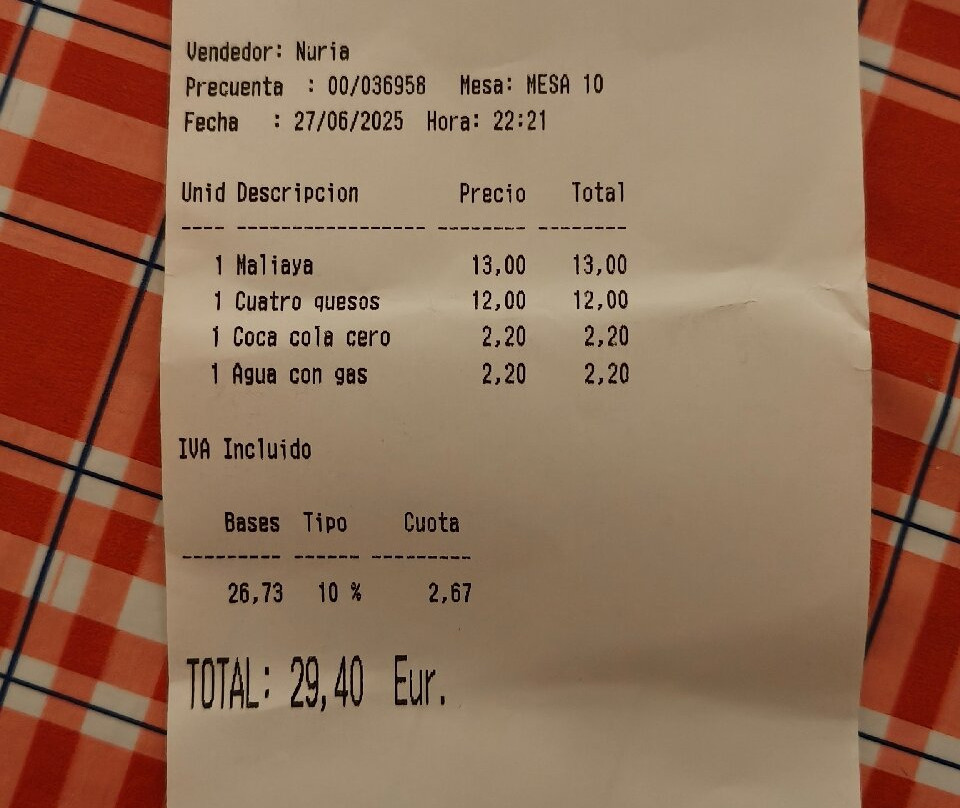 Vendedor: Nuria
Precuenta : 00/036958 Mesa: MESA 10
Fecha : 27/06/2025 Hora: 22:21
Unid Descripcion Precio Total
---- ----------------- -------- --------
1 Maliaya 13,00 13,00
1 Cuatro quesos 12,00 12,00
1 Coca cola cero 2,20 2,20
1 Agua con gas 2,20 2,20
IVA Incluido
Bases Tipo Cuota
--------- ------ ---------
26,73 10 % 2,67
TOTAL: 29,40 Eur.